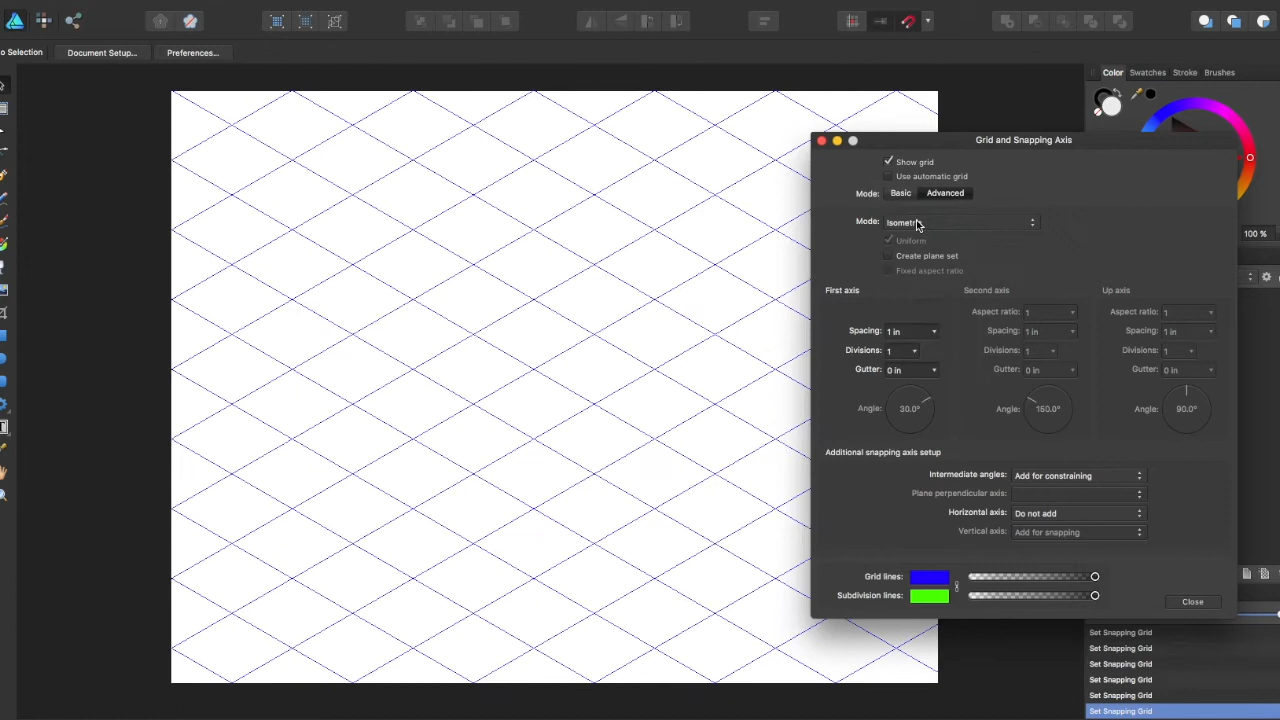 o Selection
Document Setup...
Preferences...
Color
Swatches
Stroke
Brushes
Grid and Snapping Axis
Show grid
Use automatic grid
Mode:
Basic
Advanced
100 %
Mode:
Uniform
Create plane set
Fixed aspect ratio
First axis
Second axis
Up axis
Aspect ratio: 1
Aspect ratio: 1
Spacing: 1 in
Spacing: 1 in
Spacing: 1 in
Divisions: 1
Divisions: 1
Divisions: 1
Gutter: 0 in
Gutter: 0 in
Gutter: 0 in
Angle: 30.0°
Angle: 150.0°
Angle: 90.0°
Additional snapping axis setup
Intermediate angles: Add for constraining
Plane perpendicular axis:
Horizontal axis: Do not add
Vertical axis: Add for snapping
Grid lines:
Subdivision lines:
Close
Set Snapping Grid
Set Snapping Grid
Set Snapping Grid
Set Snapping Grid
Set Snapping Grid
Set Snapping Grid